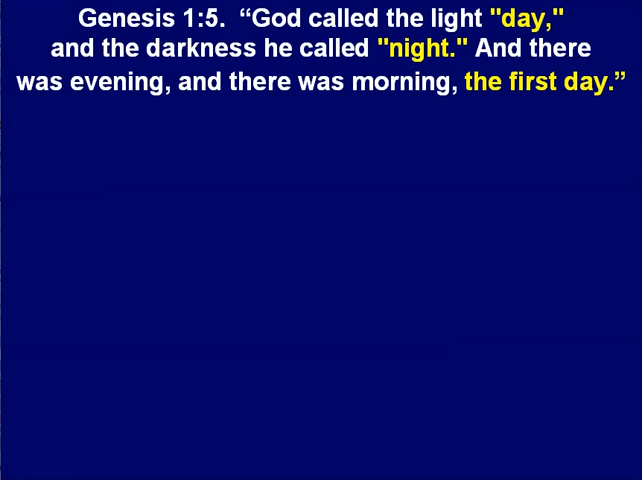 Genesis 1:5.  “God called the light "day,"
and the darkness he called "night." And there
was evening, and there was morning, the first day.”